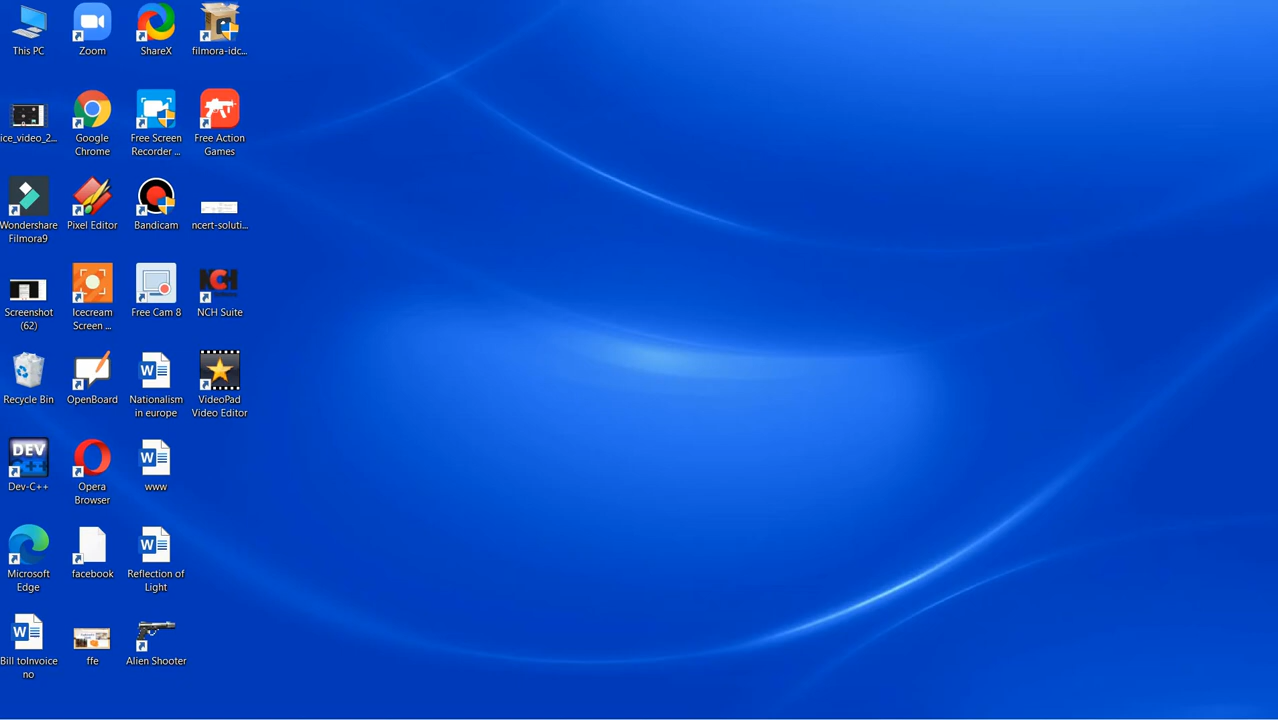 This PC
Zoom
ShareX
filmora-idc...
ice_video_2...
Google
Chrome
Free Screen
Recorder ...
Free Action
Games
Wondershare
Filmora9
Pixel Editor
Bandicam
ncert-soluti...
Screenshot
(62)
Icecream
Screen ...
Free Cam 8
NCH
NCH Suite
Recycle Bin
OpenBoard
W
Nationalism
in europe
VideoPad
Video Editor
DEV
C++
Dev-C++
Opera
Browser
W
www
Microsoft
Edge
facebook
W
Reflection of
Light
W
Bill toInvoice
no
ffe
Alien Shooter